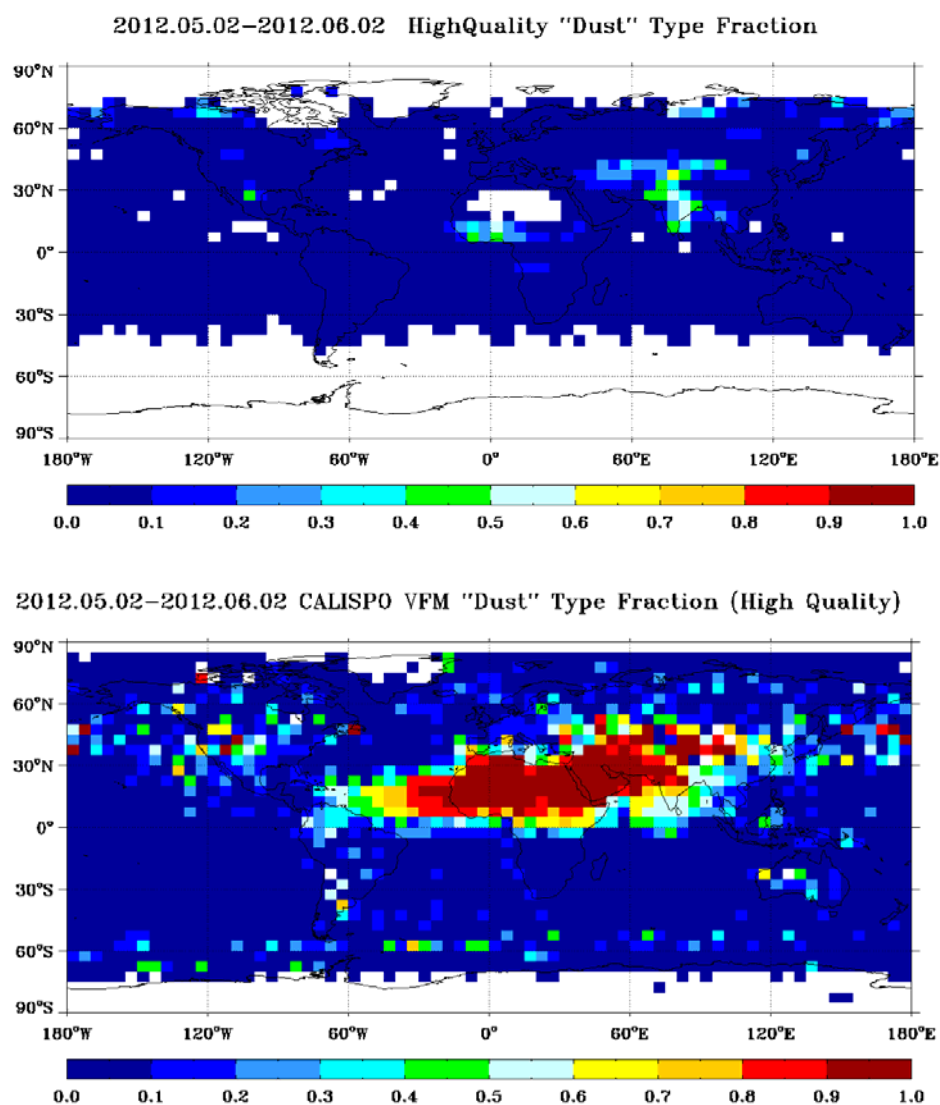 2012.05.02-2012.06.02 HighQuality "Dust" Type Fraction
90°N
60°N
30°N
0°
30°S
60°S
90°S
180°W 120°W 60°W 0° 60°E 120°E 180°E
0.0 0.1 0.2 0.3 0.4 0.5 0.6 0.7 0.8 0.9 1.0
2012.05.02-2012.06.02 CALISPO VFM "Dust" Type Fraction (High Quality)
90°N
60°N
30°N
0°
30°S
60°S
90°S
180°W 120°W 60°W 0° 60°E 120°E 180°E
0.0 0.1 0.2 0.3 0.4 0.5 0.6 0.7 0.8 0.9 1.0